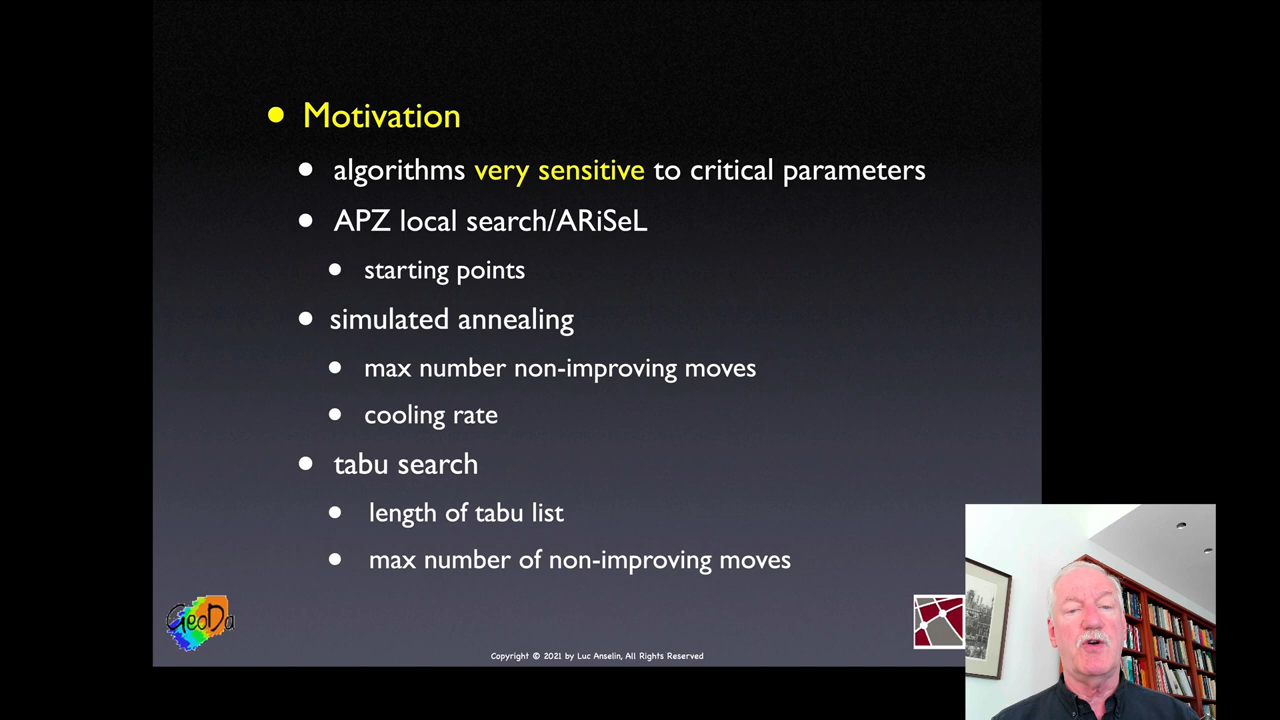 Motivation
algorithms very sensitive to critical parameters
APZ local search/ARiSeL
starting points
simulated annealing
max number non-improving moves
cooling rate
tabu search
length of tabu list
max number of non-improving moves
GeoDa
Copyright © 2021 by Luc Anselin, All Rights Reserved